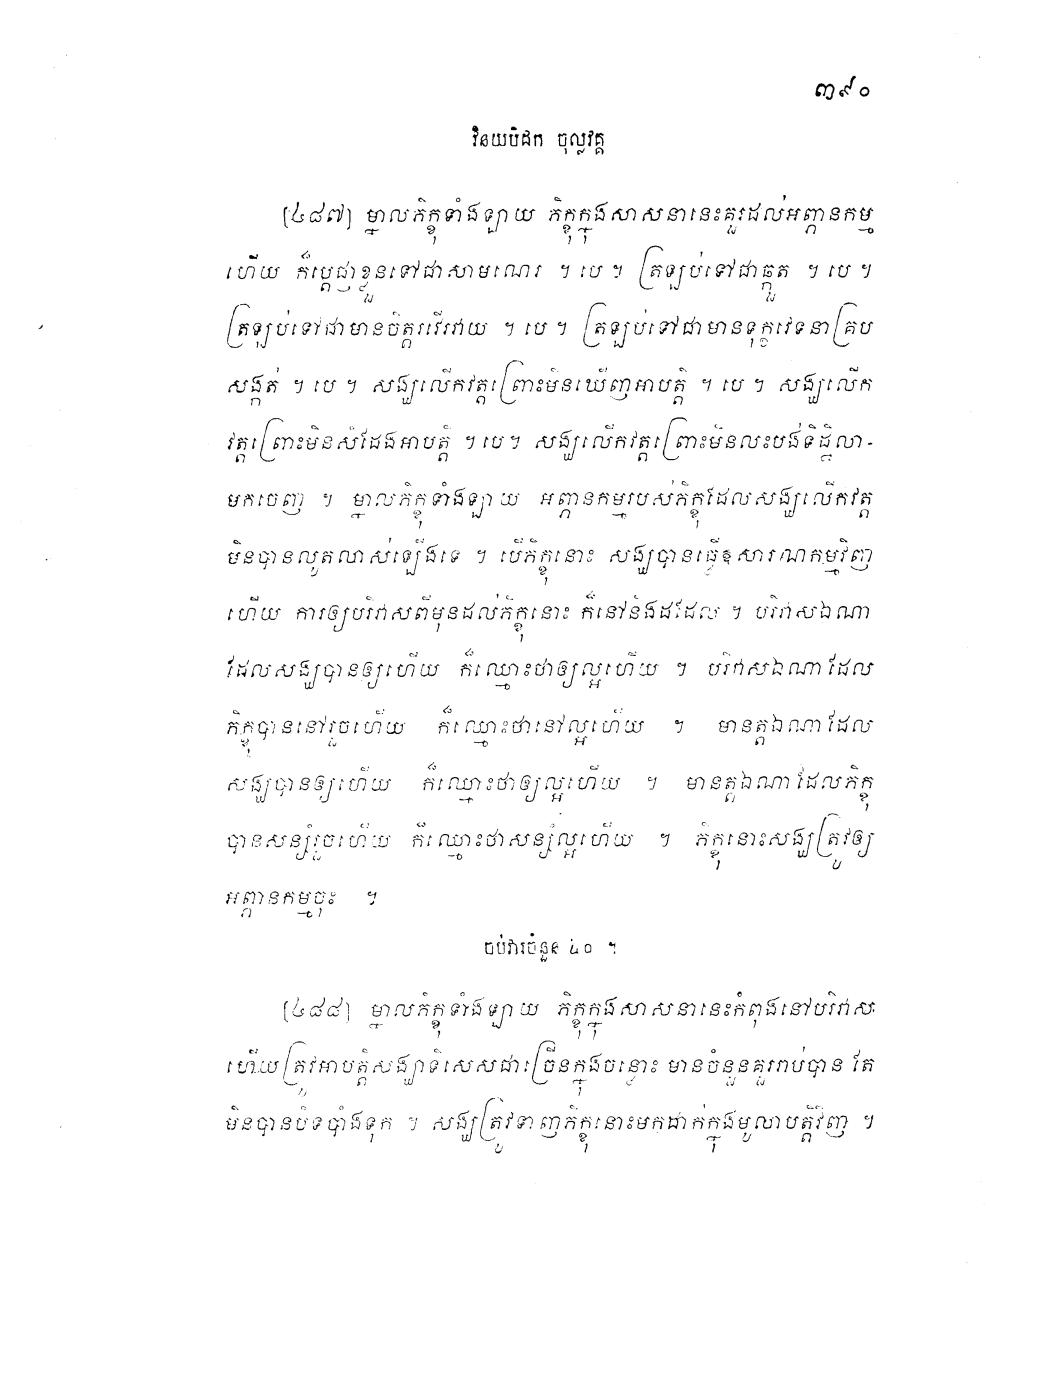 ៣៩០
វិនយបិដក ចុល្លវគ្គ
[៤៨៧] ម្នាលភិក្ខុទាំងឡាយ ភិក្ខុក្នុងសាសនានេះគួរដល់អព្ភានកម្ម
ហើយ ក៏ប្តេជ្ញាខ្លួនទៅជាសាមណេរ ។ បេ ។ ត្រឡប់ទៅជាឆ្កួត ។ បេ ។
ត្រឡប់ទៅជាមានចិត្តរវើរវាយ ។ បេ ។ ត្រឡប់ទៅជាមានទុក្ខវេទនាគ្រប
សង្កត់ ។ បេ ។ សង្ឃលើកវត្តព្រោះមិនឃើញអាបត្តិ ។ បេ ។ សង្ឃលើក
វត្តព្រោះមិនសំដែងអាបត្តិ ។ បេ។ សង្ឃលើកវត្តព្រោះមិនលះបង់ទិដ្ឋិលា-
មកចេញ ។ ម្នាលភិក្ខុទាំងឡាយ អព្ភានកម្មរបស់ភិក្ខុដែលសង្ឃលើកវត្ត
មិនបានលូតលាស់ឡើងទេ ។ បើភិក្ខុនោះ សង្ឃបានធ្វើឱសារណកម្មវិញ
ហើយ ការឲ្យបរិវាសពីមុនដល់ភិក្ខុនោះ ក៏នៅនឹងដដែល ។ បរិវាសឯណា
ដែលសង្ឃបានឲ្យហើយ ក៏ឈ្មោះថាឲ្យល្អហើយ ។ បរិវាសឯណាដែល
ភិក្ខុបាននៅរួចហើយ ក៏ឈ្មោះថានៅល្អហើយ ។ មានត្តឯណាដែល
សង្ឃបានឲ្យហើយ ក៏ឈ្មោះថាឲ្យល្អហើយ ។ មានត្តឯណាដែលភិក្ខុ
បានសន្សំរួចហើយ ក៏ឈ្មោះថាសន្សំល្អហើយ ។ ភិក្ខុនោះសង្ឃត្រូវឲ្យ
អព្ភានកម្មចុះ ។
ចប់វារចំនួន ៤០ ។
[៤៨៨] ម្នាលភិក្ខុទាំងឡាយ ភិក្ខុក្នុងសាសនានេះកំពុងនៅបរិវាស
ហើយត្រូវអាបត្តិសង្ឃាទិសេសជាច្រើនក្នុងចន្លោះ មានចំនួនគួររាប់បាន តែ
មិនបានបិទបាំងទុក ។ សង្ឃត្រូវទាញភិក្ខុនោះមកដាក់ក្នុងមូលាបត្តិវិញ ។